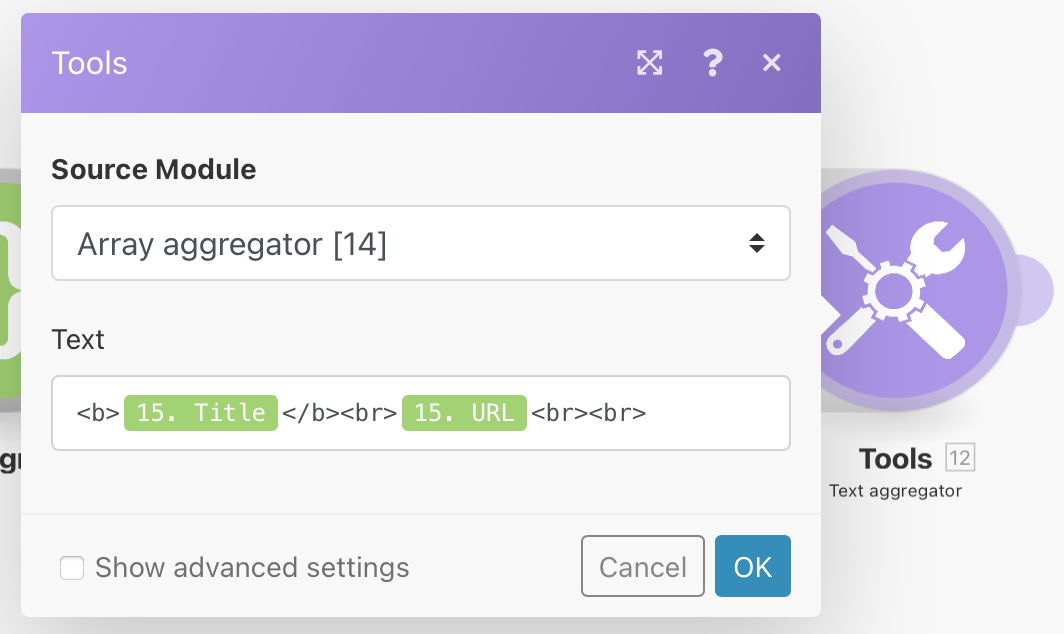 Tools
Source Module
Array aggregator [14]
Text
<b> 15. Title </b><br> 15. URL <br><br>
Show advanced settings
Cancel
OK
Tools 12
Text aggregator